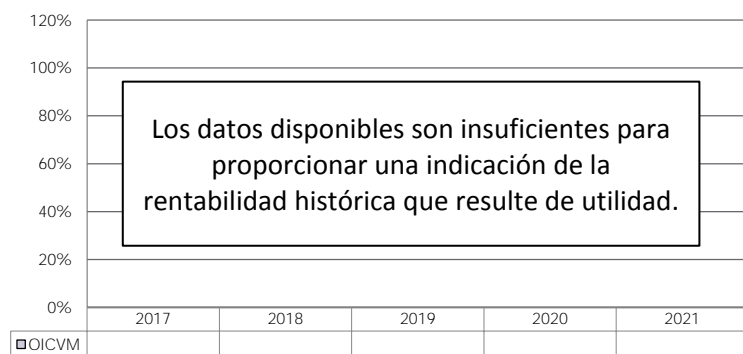 120%
100%
80%
60%
40%
20%
0%
Los datos disponibles son insuficientes para
proporcionar una indicación de la
rentabilidad histórica que resulte de utilidad.
2017 2018 2019 2020 2021
OICVM